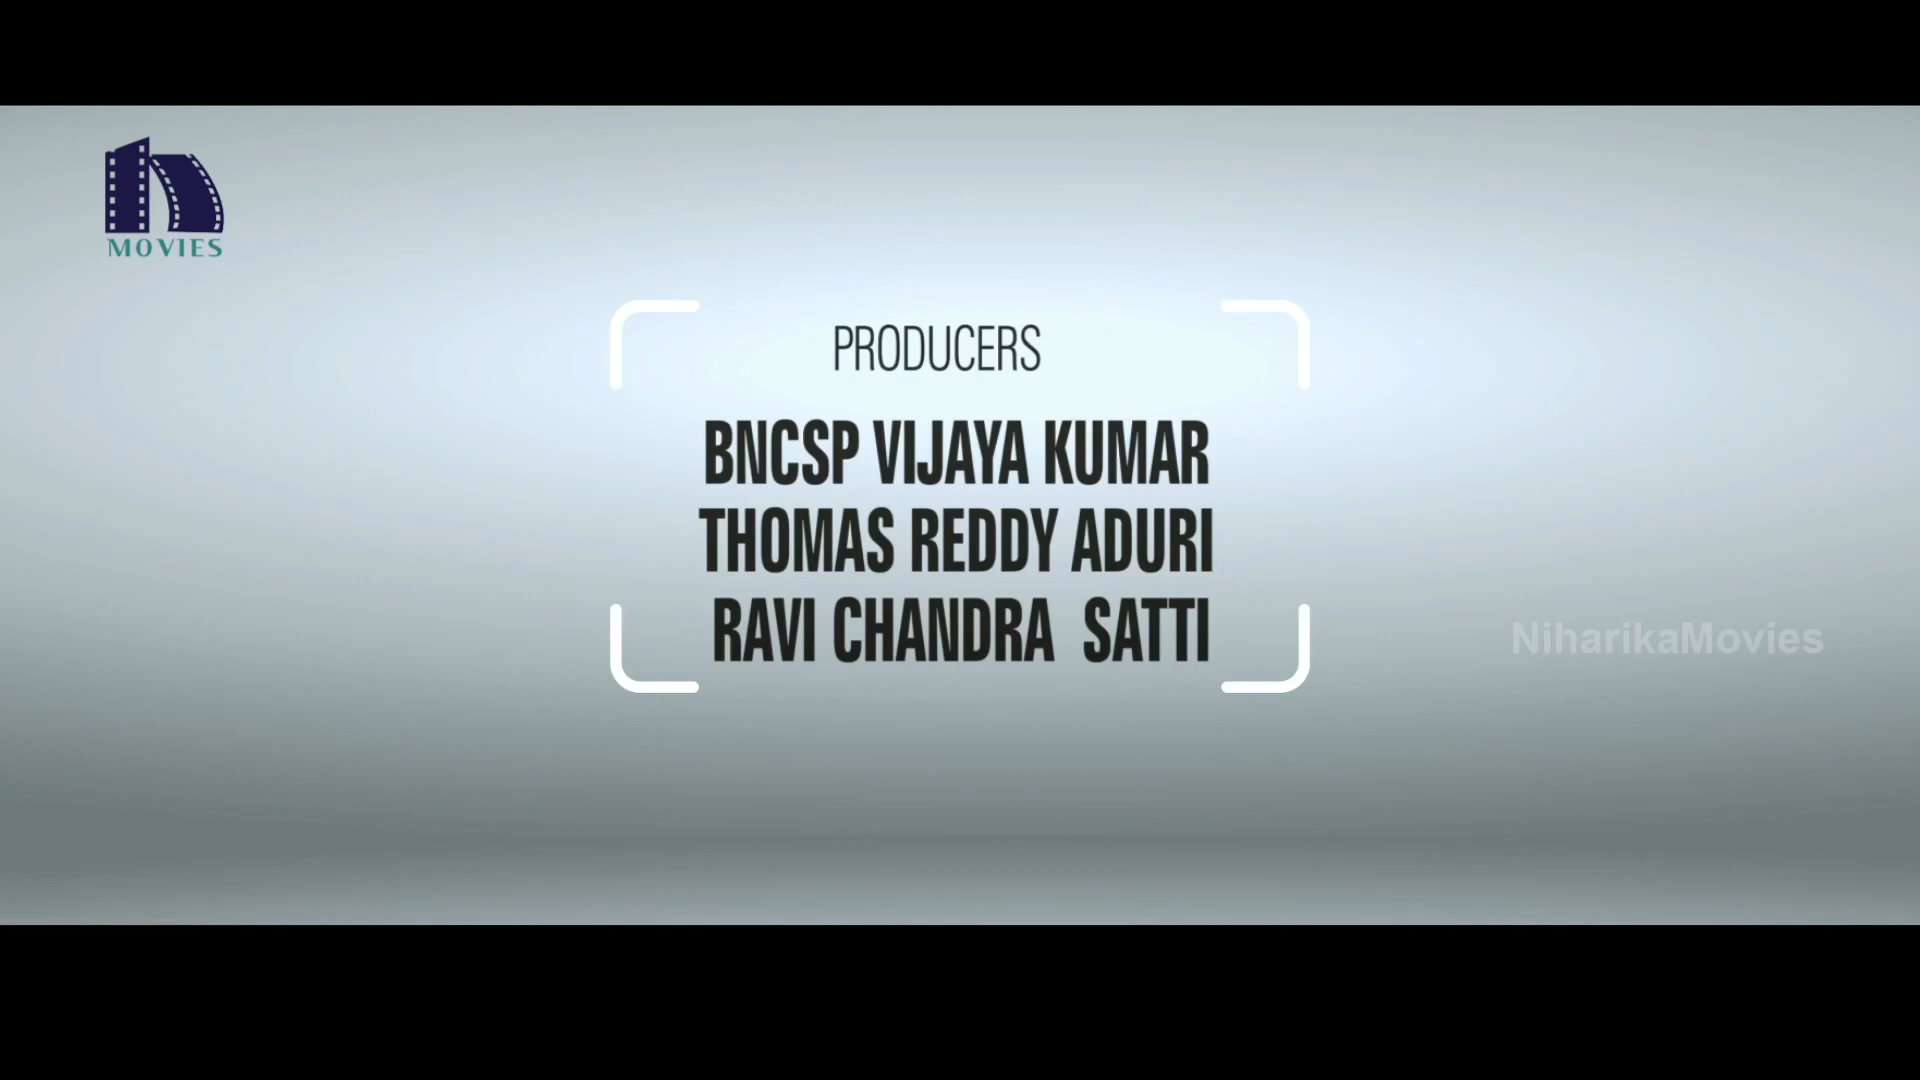 MOVIES
PRODUCERS
BNCSP VIJAYA KUMAR
THOMAS REDDY ADURI
RAVI CHANDRA  SATTI
NiharikaMovies